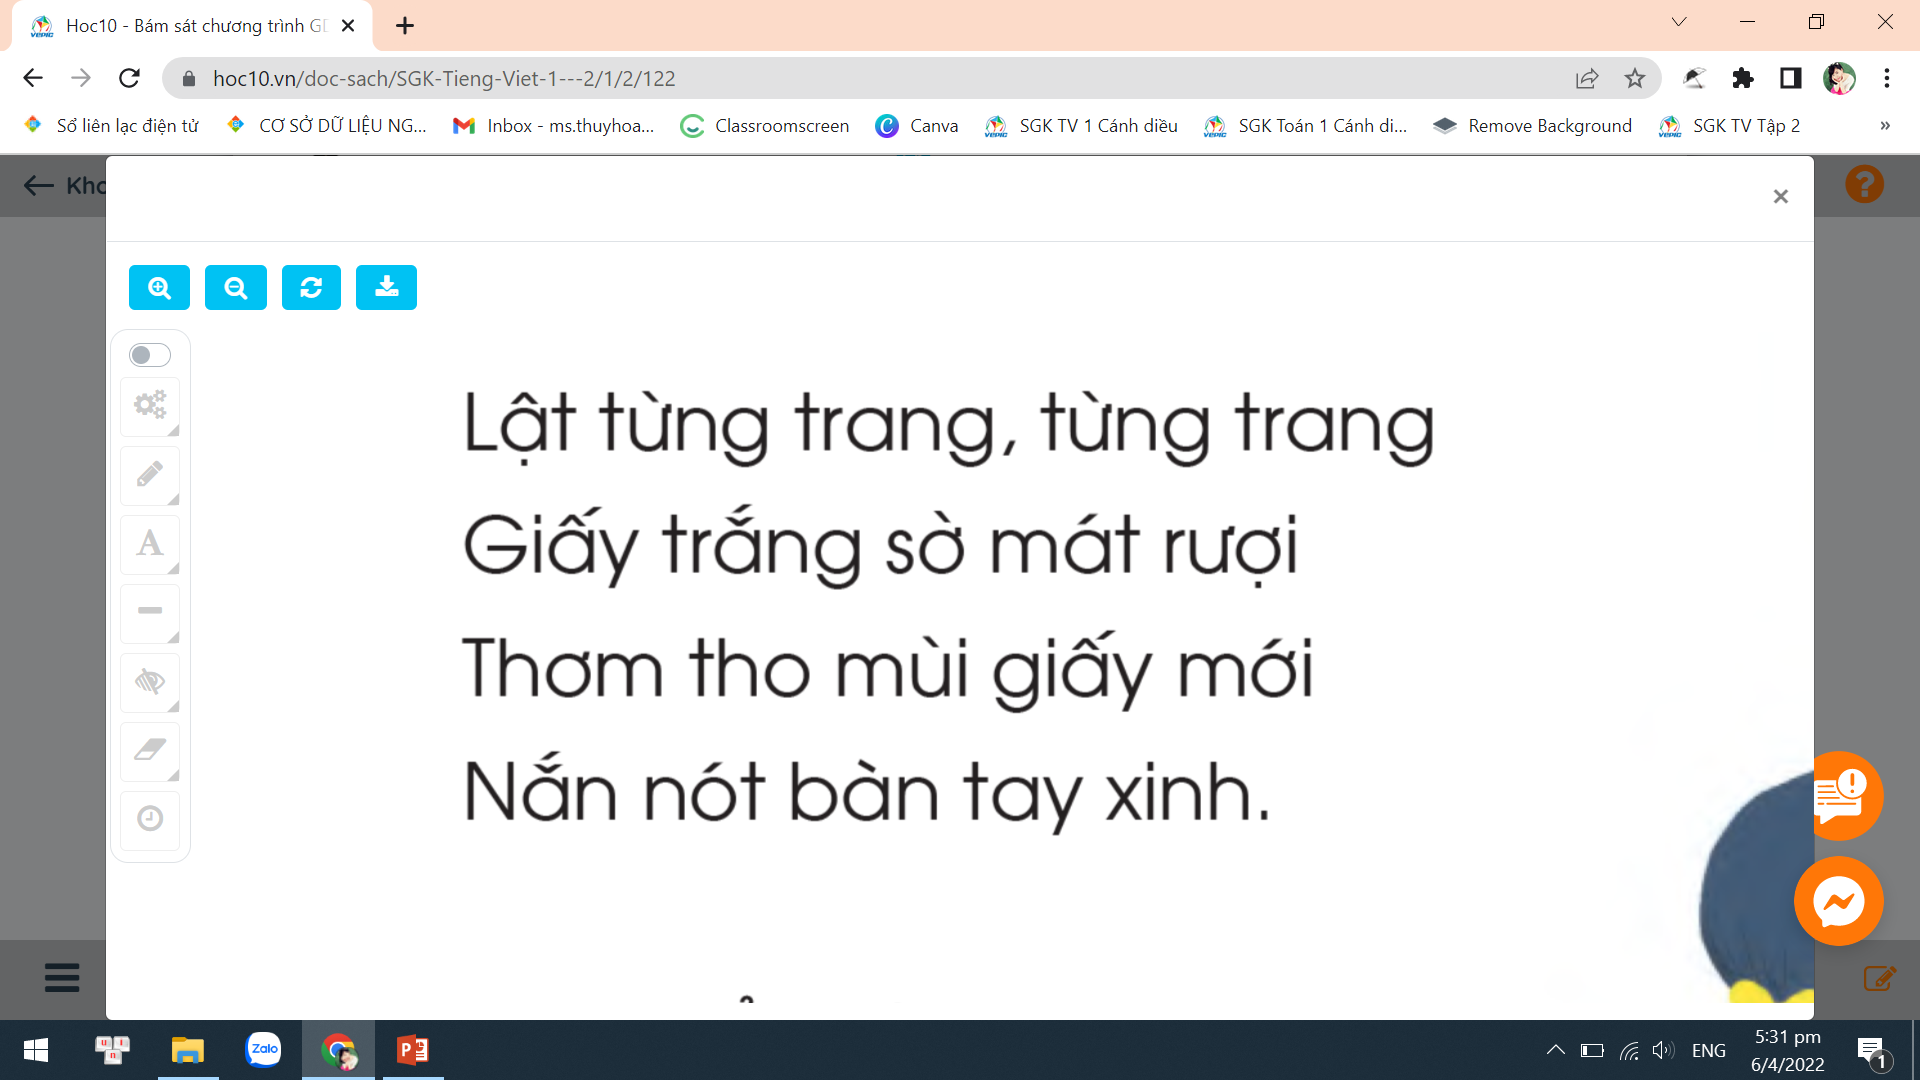 Hoc10 - Bám sát chương trình GD
hoc10.vn/doc-sach/SGK-Tieng-Viet-1---2/1/2/122
Sổ liên lạc điện tử CƠ SỞ DỮ LIỆU NG... Inbox - ms.thuyhoa... Classroomscreen Canva SGK TV 1 Cánh diều SGK Toán 1 Cánh di... Remove Background SGK TV Tập 2 »
Lật từng trang, từng trang
Giấy trắng sờ mát rượi
Thơm tho mùi giấy mới
Nắn nót bàn tay xinh.
Zalo
ENG
5:31 pm
6/4/2022
1